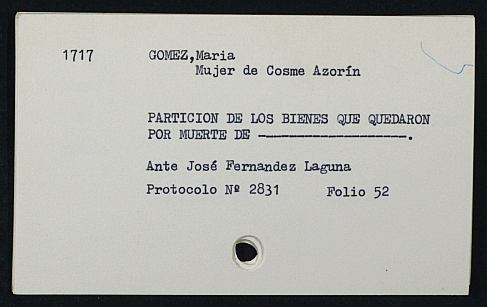 1717 GOMEZ,Maria
Mujer de Cosme Azorín
PARTICION DE LOS BIENES QUE QUEDARON
POR MUERTE DE ---------------------.
Ante José Fernandez Laguna
Protocolo Nº 2831 Folio 52